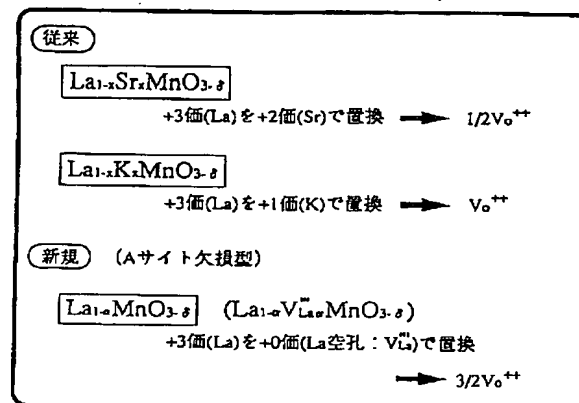 従来
La1-xSrxMnO3-δ
+3価(La)を+2価(Sr)で置換 → 1/2Vo++
La1-xKxMnO3-δ
+3価(La)を+1価(K)で置換 → Vo++
新規 (Aサイト欠損型)
La1-αMnO3-δ (La1-αV'''LaαMnO3-δ)
+3価(La)を+0価(La空孔:V'''La)で置換
→ 3/2Vo++